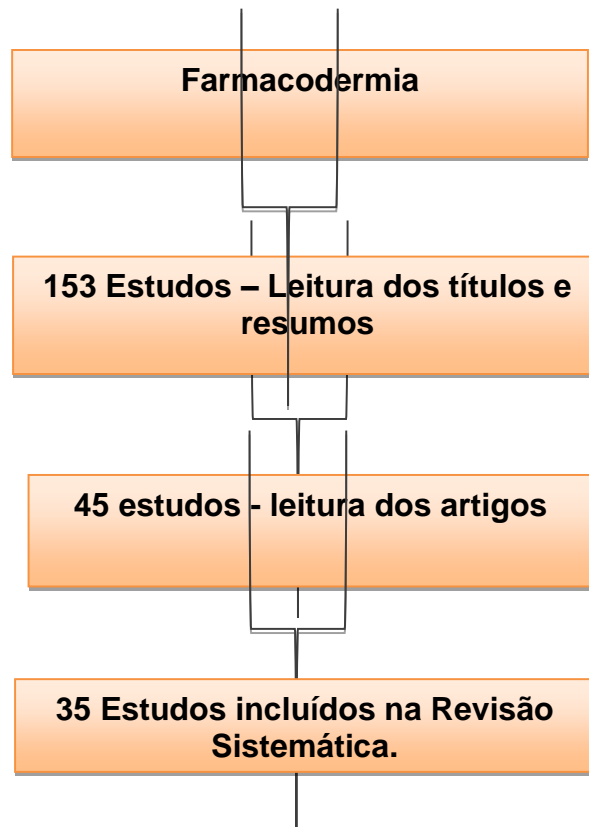 Farmacodermia
153 Estudos – Leitura dos títulos e
resumos
45 estudos - leitura dos artigos
35 Estudos incluídos na Revisão
Sistemática.